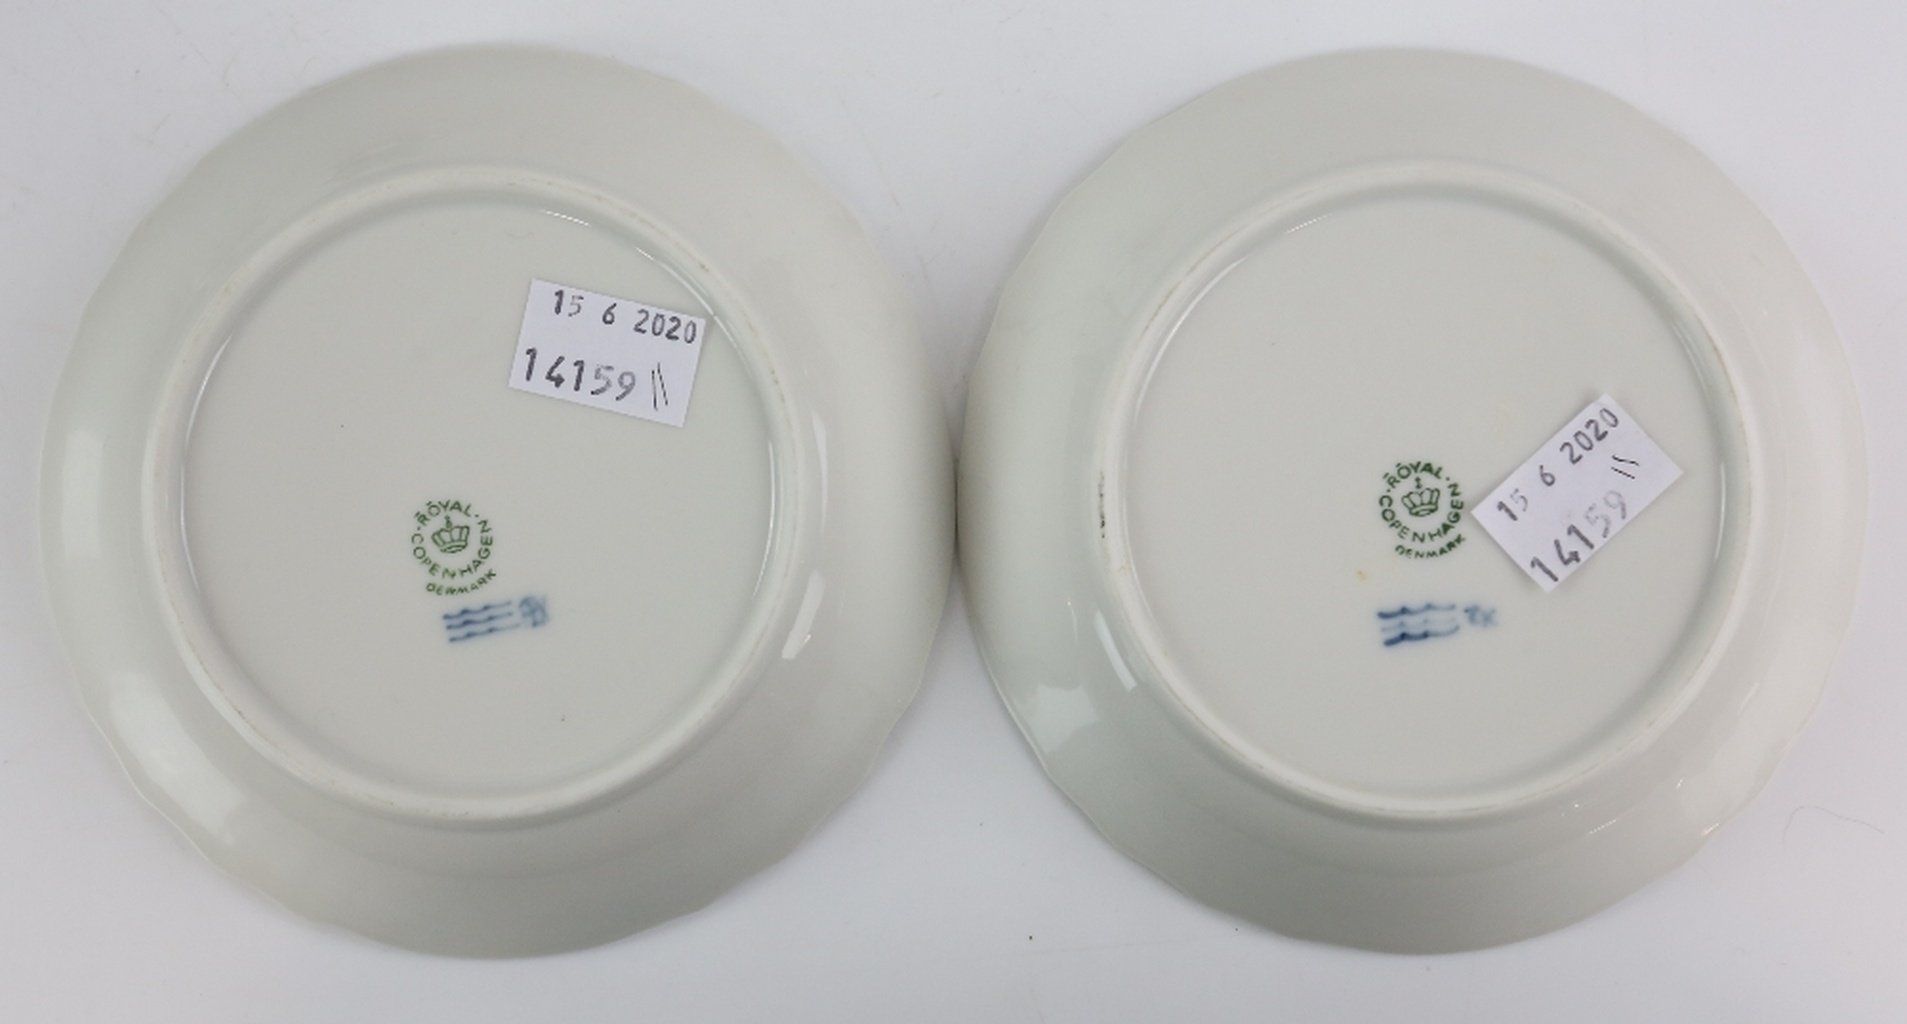 15 6 2020
14159 \\
ROYAL
COPENHAGEN
DENMARK
15 6 2020
14159 \\
ROYAL
COPENHAGEN
DENMARK